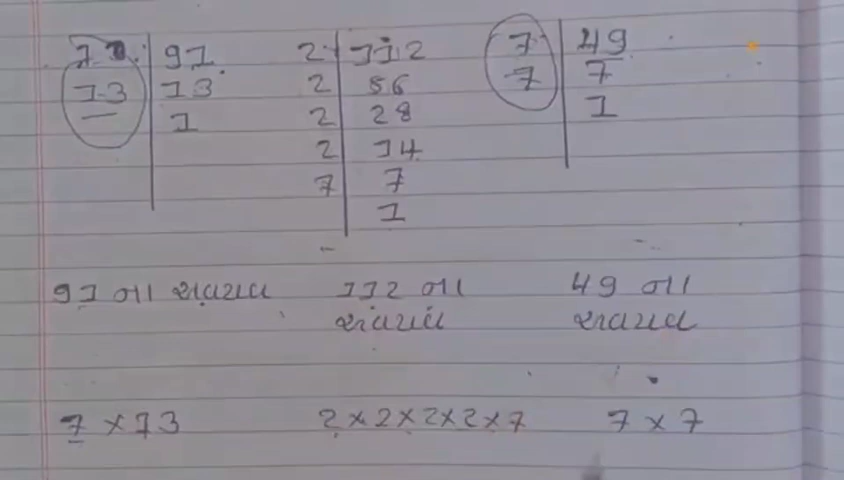 7 91 2 112 7 49
13 13 2 56 7 7
1 2 28 1
2 14
7 7
1
91 ના અવયવ 112 ના 49 ના
અવયવ અવયવ
7 × 13 2 × 2 × 2 × 2 × 7 7 × 7